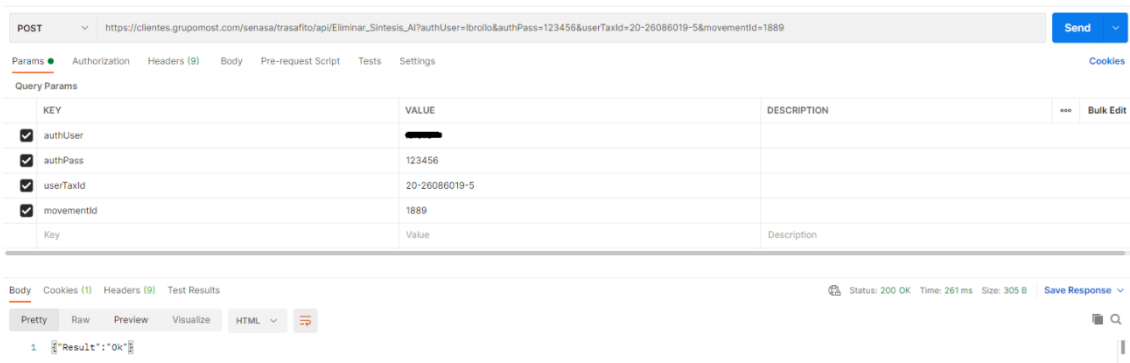 POST https://clientes.grupomost.com/senasa/trasafito/api/Eliminar_Sintesis_AI?authUser=lbrollo&authPass=123456&userTaxId=20-26086019-5&movementId=1889 Send
Params Authorization Headers (9) Body Pre-request Script Tests Settings Cookies
Query Params
KEY VALUE DESCRIPTION ooo Bulk Edit
authUser
authPass 123456
userTaxId 20-26086019-5
movementId 1889
Key Value Description
Body Cookies (1) Headers (9) Test Results Status: 200 OK Time: 261 ms Size: 305 B Save Response
Pretty Raw Preview Visualize HTML
1 {"Result":"Ok"}